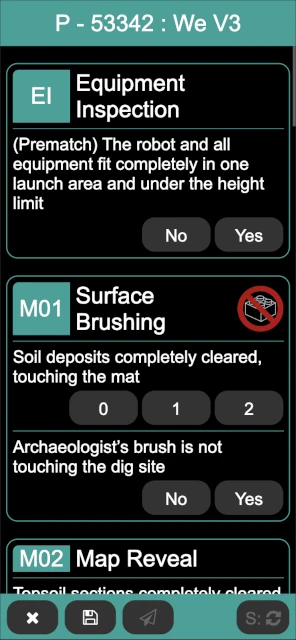 P - 53342 : We V3
EI
Equipment
Inspection
(Prematch) The robot and all
equipment fit completely in one
launch area and under the height
limit
No
Yes
M01
Surface
Brushing
Soil deposits completely cleared,
touching the mat
0
1
2
Archaeologist's brush is not
touching the dig site
No
Yes
M02
Map Reveal
Topsoil sections completely cleared
S: